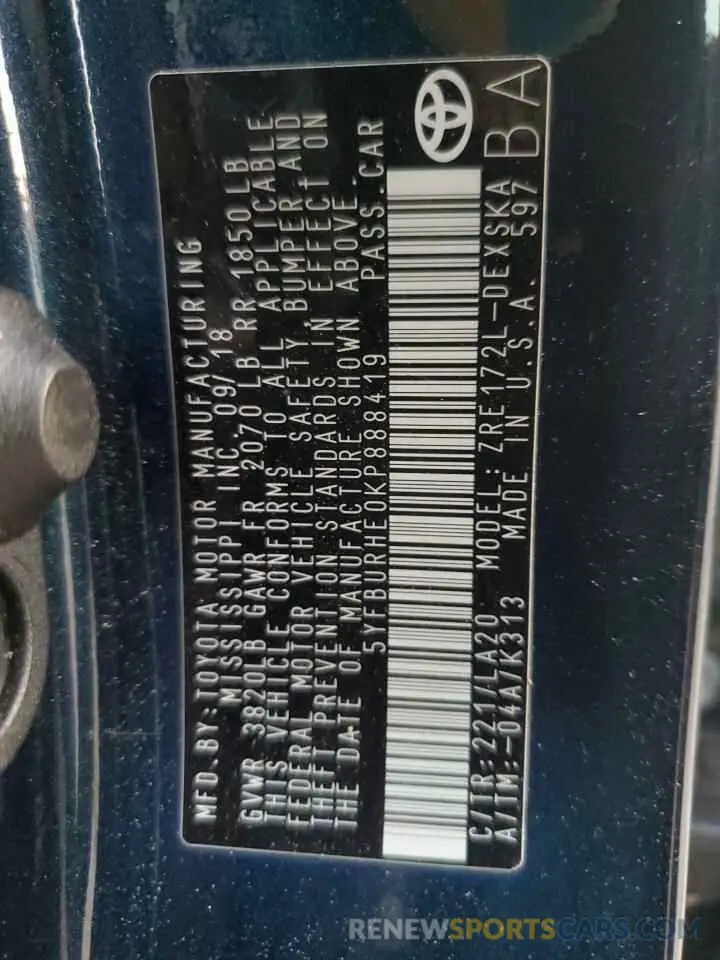 MFD.BY:TOYOTA MOTOR MANUFACTURING
MISSISSIPPI INC. 09/18
GVWR 3820LB GAWR FR 2070 LB RR 1850 LB
THIS VEHICLE CONFORMS TO ALL APPLICABLE
FEDERAL MOTOR VEHICLE SAFETY, BUMPER, AND
THEFT PREVENTION STANDARDS IN EFFECT ON
THE DATE OF MANUFACTURE SHOWN ABOVE.
5YFBURHE0KP888419 PASS.CAR
C/TR:221/LA20 MODEL:ZRE172L-DEXSKA
A/TM:-04A/K313 MADE IN U.S.A. 597
BA
RENEWSPORTSCARS.COM